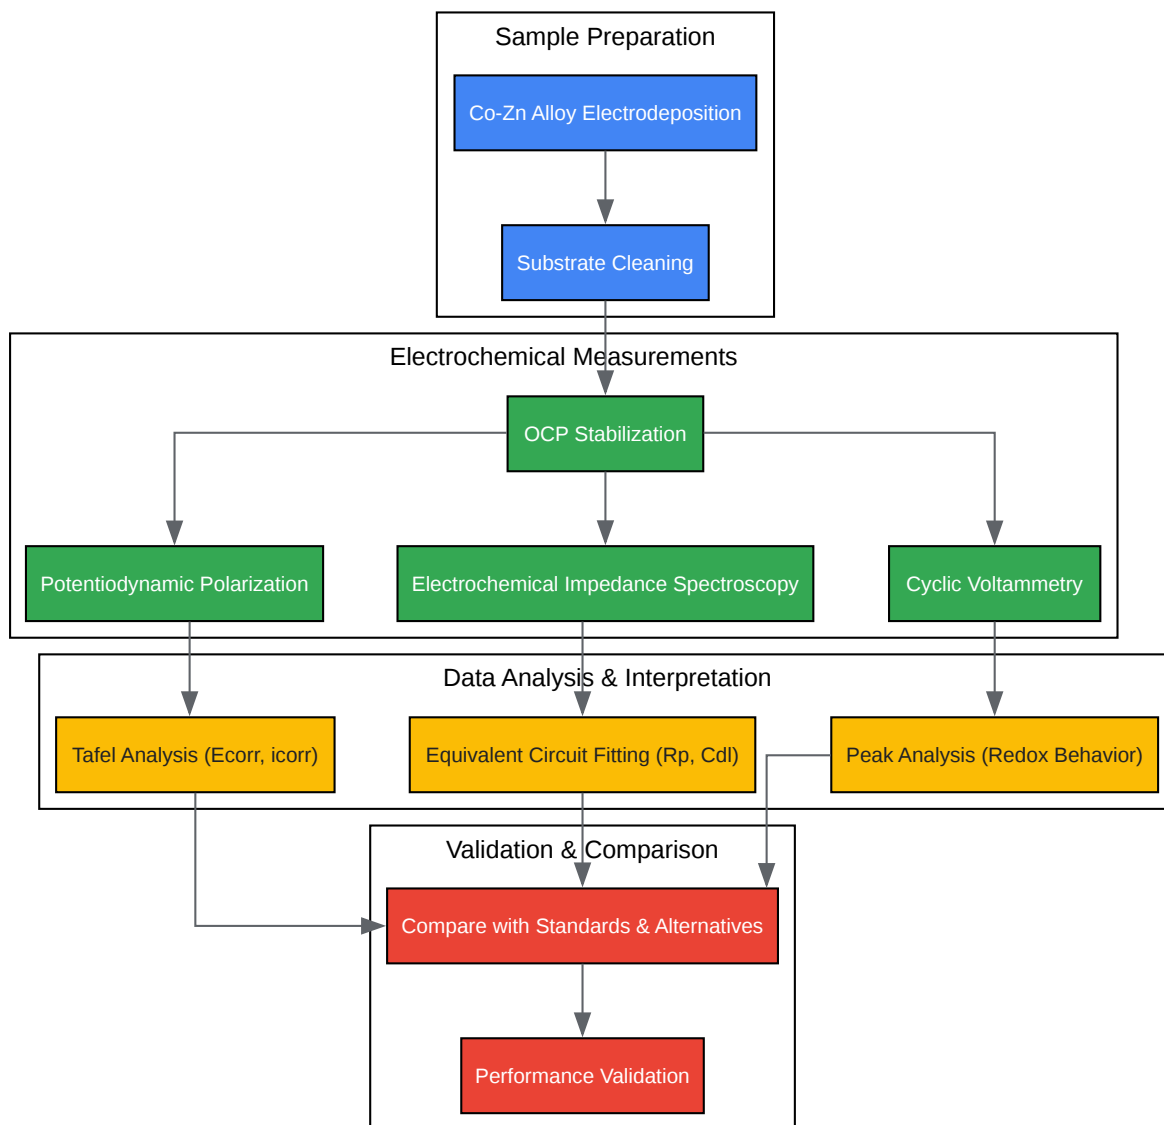 Sample Preparation
Co-Zn Alloy Electrodeposition
Substrate Cleaning
Electrochemical Measurements
OCP Stabilization
Potentiodynamic Polarization
Electrochemical Impedance Spectroscopy
Cyclic Voltammetry
Data Analysis & Interpretation
Tafel Analysis (Ecorr, icorr)
Equivalent Circuit Fitting (Rp, Cdl)
Peak Analysis (Redox Behavior)
Validation & Comparison
Compare with Standards & Alternatives
Performance Validation